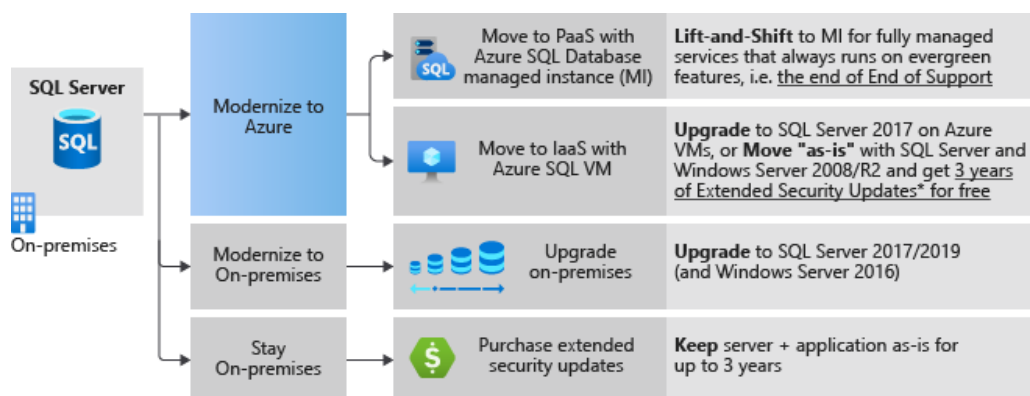 SQL Server
SQL
On-premises
Modernize to
Azure
Move to PaaS with
Azure SQL Database
managed instance (MI)
SQL
Lift-and-Shift to MI for fully managed
services that always runs on evergreen
features, i.e. the end of End of Support
Move to IaaS with
Azure SQL VM
Upgrade to SQL Server 2017 on Azure
VMs, or Move "as-is" with SQL Server and
Windows Server 2008/R2 and get 3 years
of Extended Security Updates* for free
Modernize to
On-premises
Upgrade
on-premises
Upgrade to SQL Server 2017/2019
(and Windows Server 2016)
Stay
On-premises
$
Purchase extended
security updates
Keep server + application as-is for
up to 3 years